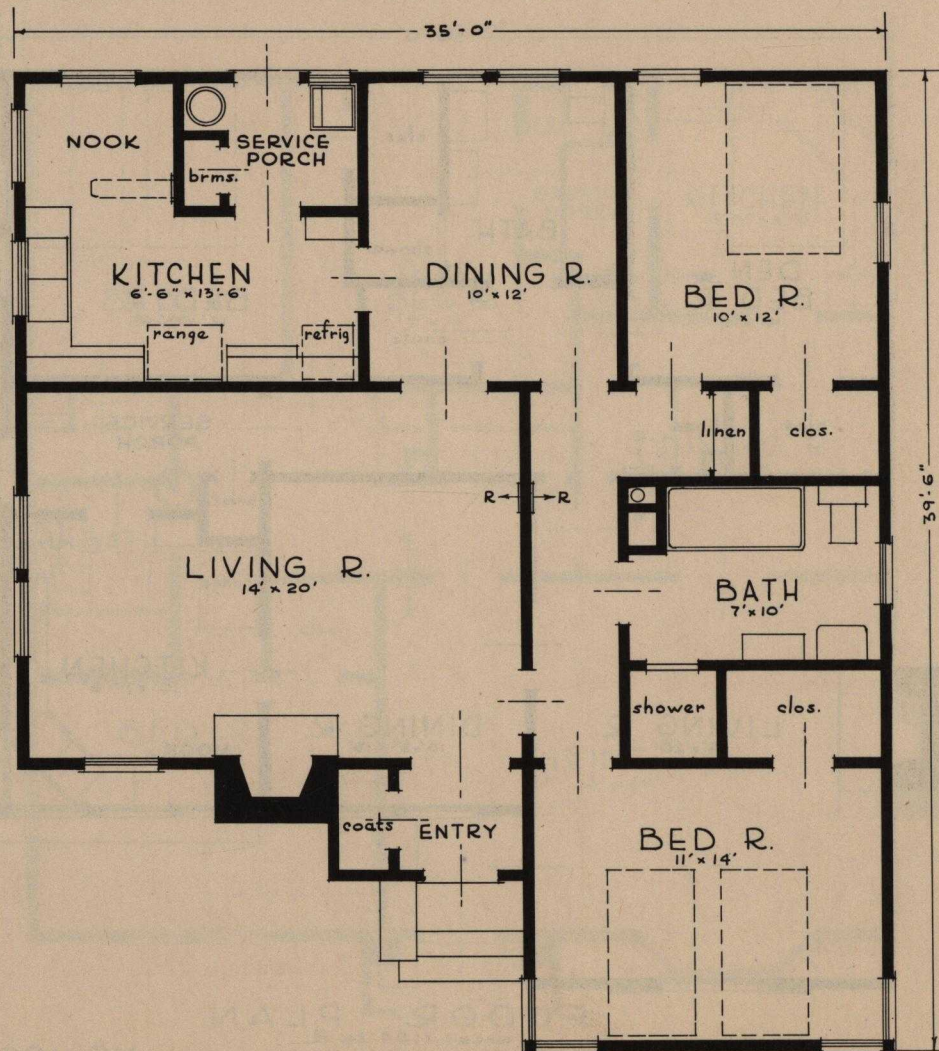 35'-0"
NOOK
SERVICE
PORCH
brms.
KITCHEN
6'-6" x 13'-6"
range
refrig
DINING R.
10' x 12'
BED R.
10' x 12'
linen
clos.
R R
39'-6"
LIVING R.
14' x 20'
BATH
7' x 10'
shower
clos.
coats
ENTRY
BED R.
11' x 14'